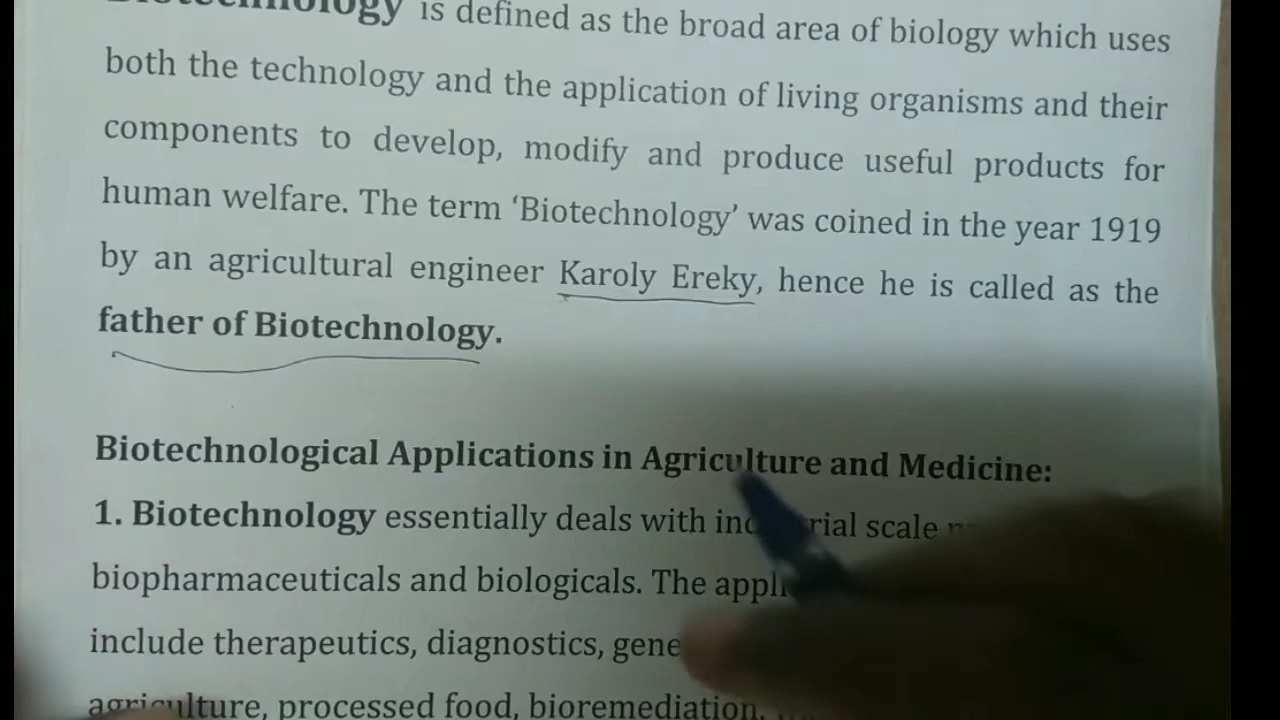 Biotechnology is defined as the broad area of biology which uses
both the technology and the application of living organisms and their
components to develop, modify and produce useful products for
human welfare. The term ‘Biotechnology’ was coined in the year 1919
by an agricultural engineer Karoly Ereky, hence he is called as the
father of Biotechnology.
Biotechnological Applications in Agriculture and Medicine:
1. Biotechnology essentially deals with industrial scale
biopharmaceuticals and biologicals. The
include therapeutics, diagnostics,
agriculture, processed food, bioremediation,